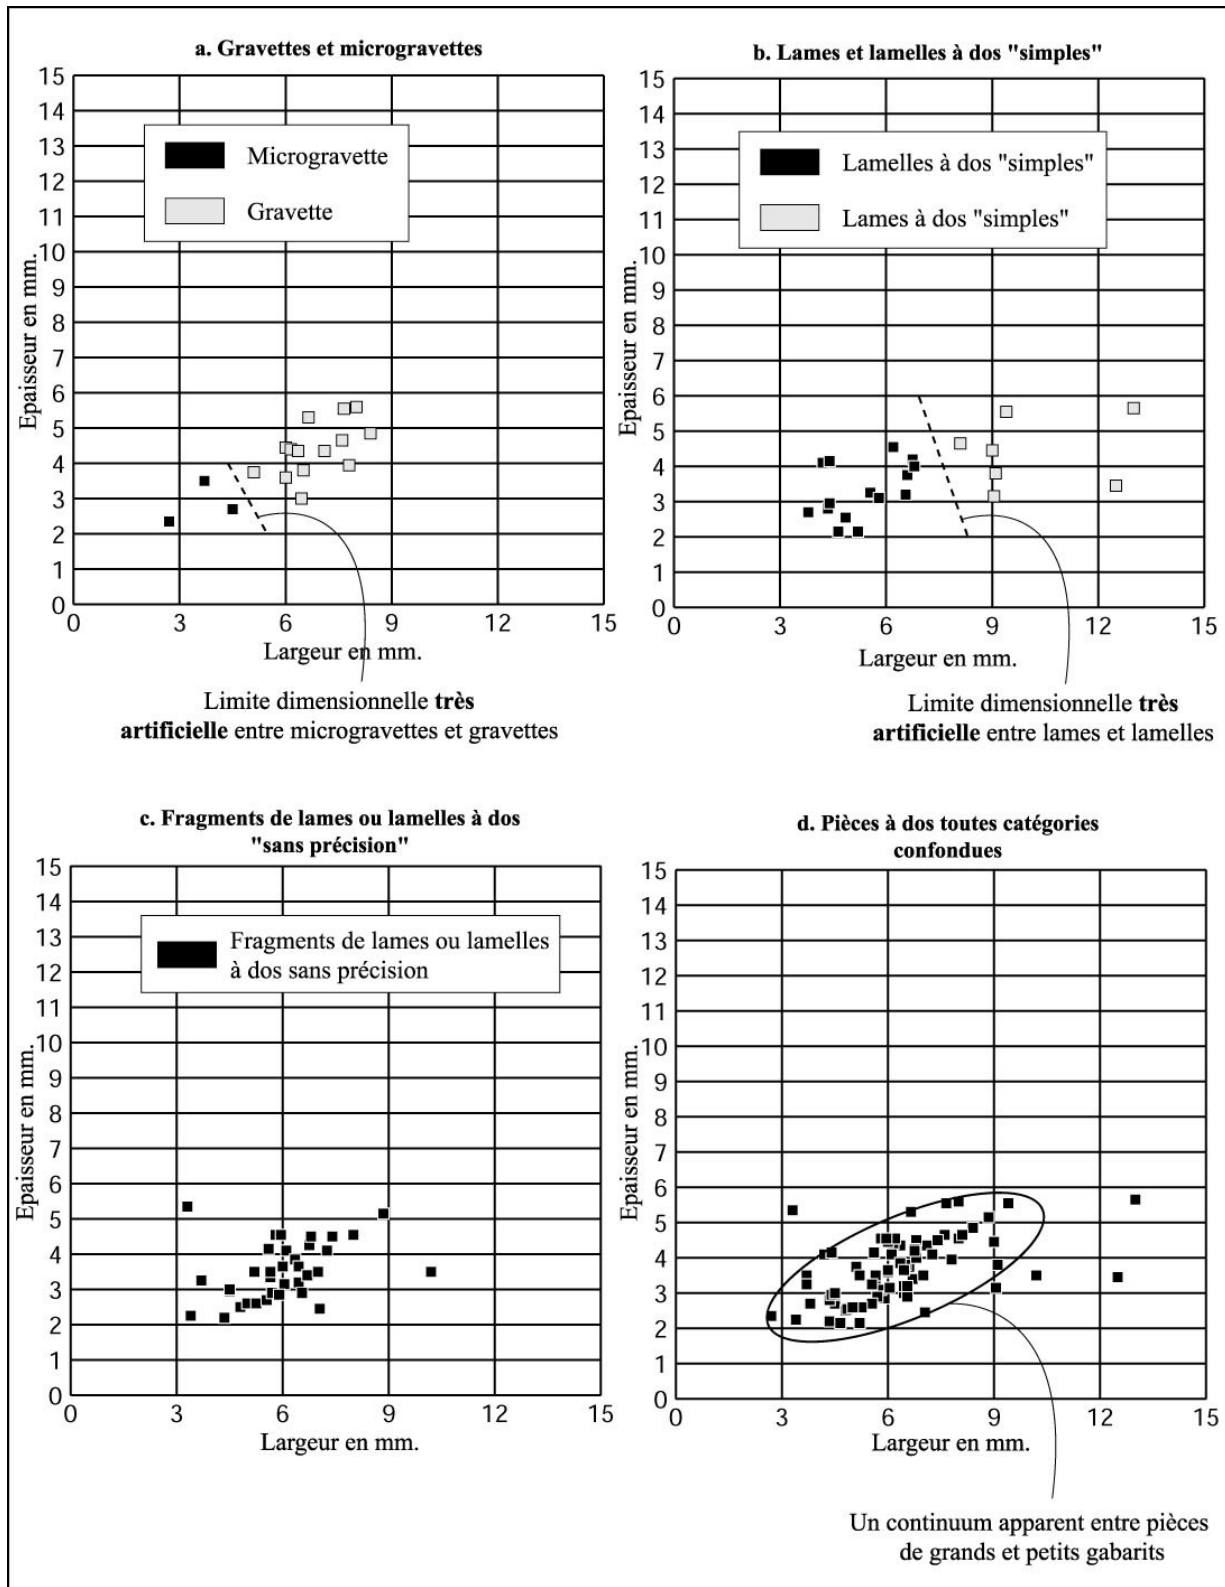 a. Gravettes et microgravettes
15
14
13
12
11
10
9
8
7
6
5
4
3
2
1
0
Epaisseur en mm.
Microgravette
Gravette
0 3 6 9 12 15
Largeur en mm.
Limite dimensionnelle très
artificielle entre microgravettes et gravettes
b. Lames et lamelles à dos "simples"
15
14
13
12
11
10
9
8
7
6
5
4
3
2
1
0
Epaisseur en mm.
Lamelles à dos "simples"
Lames à dos "simples"
0 3 6 9 12 15
Largeur en mm.
Limite dimensionnelle très
artificielle entre lames et lamelles
c. Fragments de lames ou lamelles à dos
"sans précision"
15
14
13
12
11
10
9
8
7
6
5
4
3
2
1
0
Epaisseur en mm.
Fragments de lames ou lamelles
à dos sans précision
0 3 6 9 12 15
Largeur en mm.
d. Pièces à dos toutes catégories
confondues
15
14
13
12
11
10
9
8
7
6
5
4
3
2
1
0
Epaisseur en mm.
0 3 6 9 12 15
Largeur en mm.
Un continuum apparent entre pièces
de grands et petits gabarits